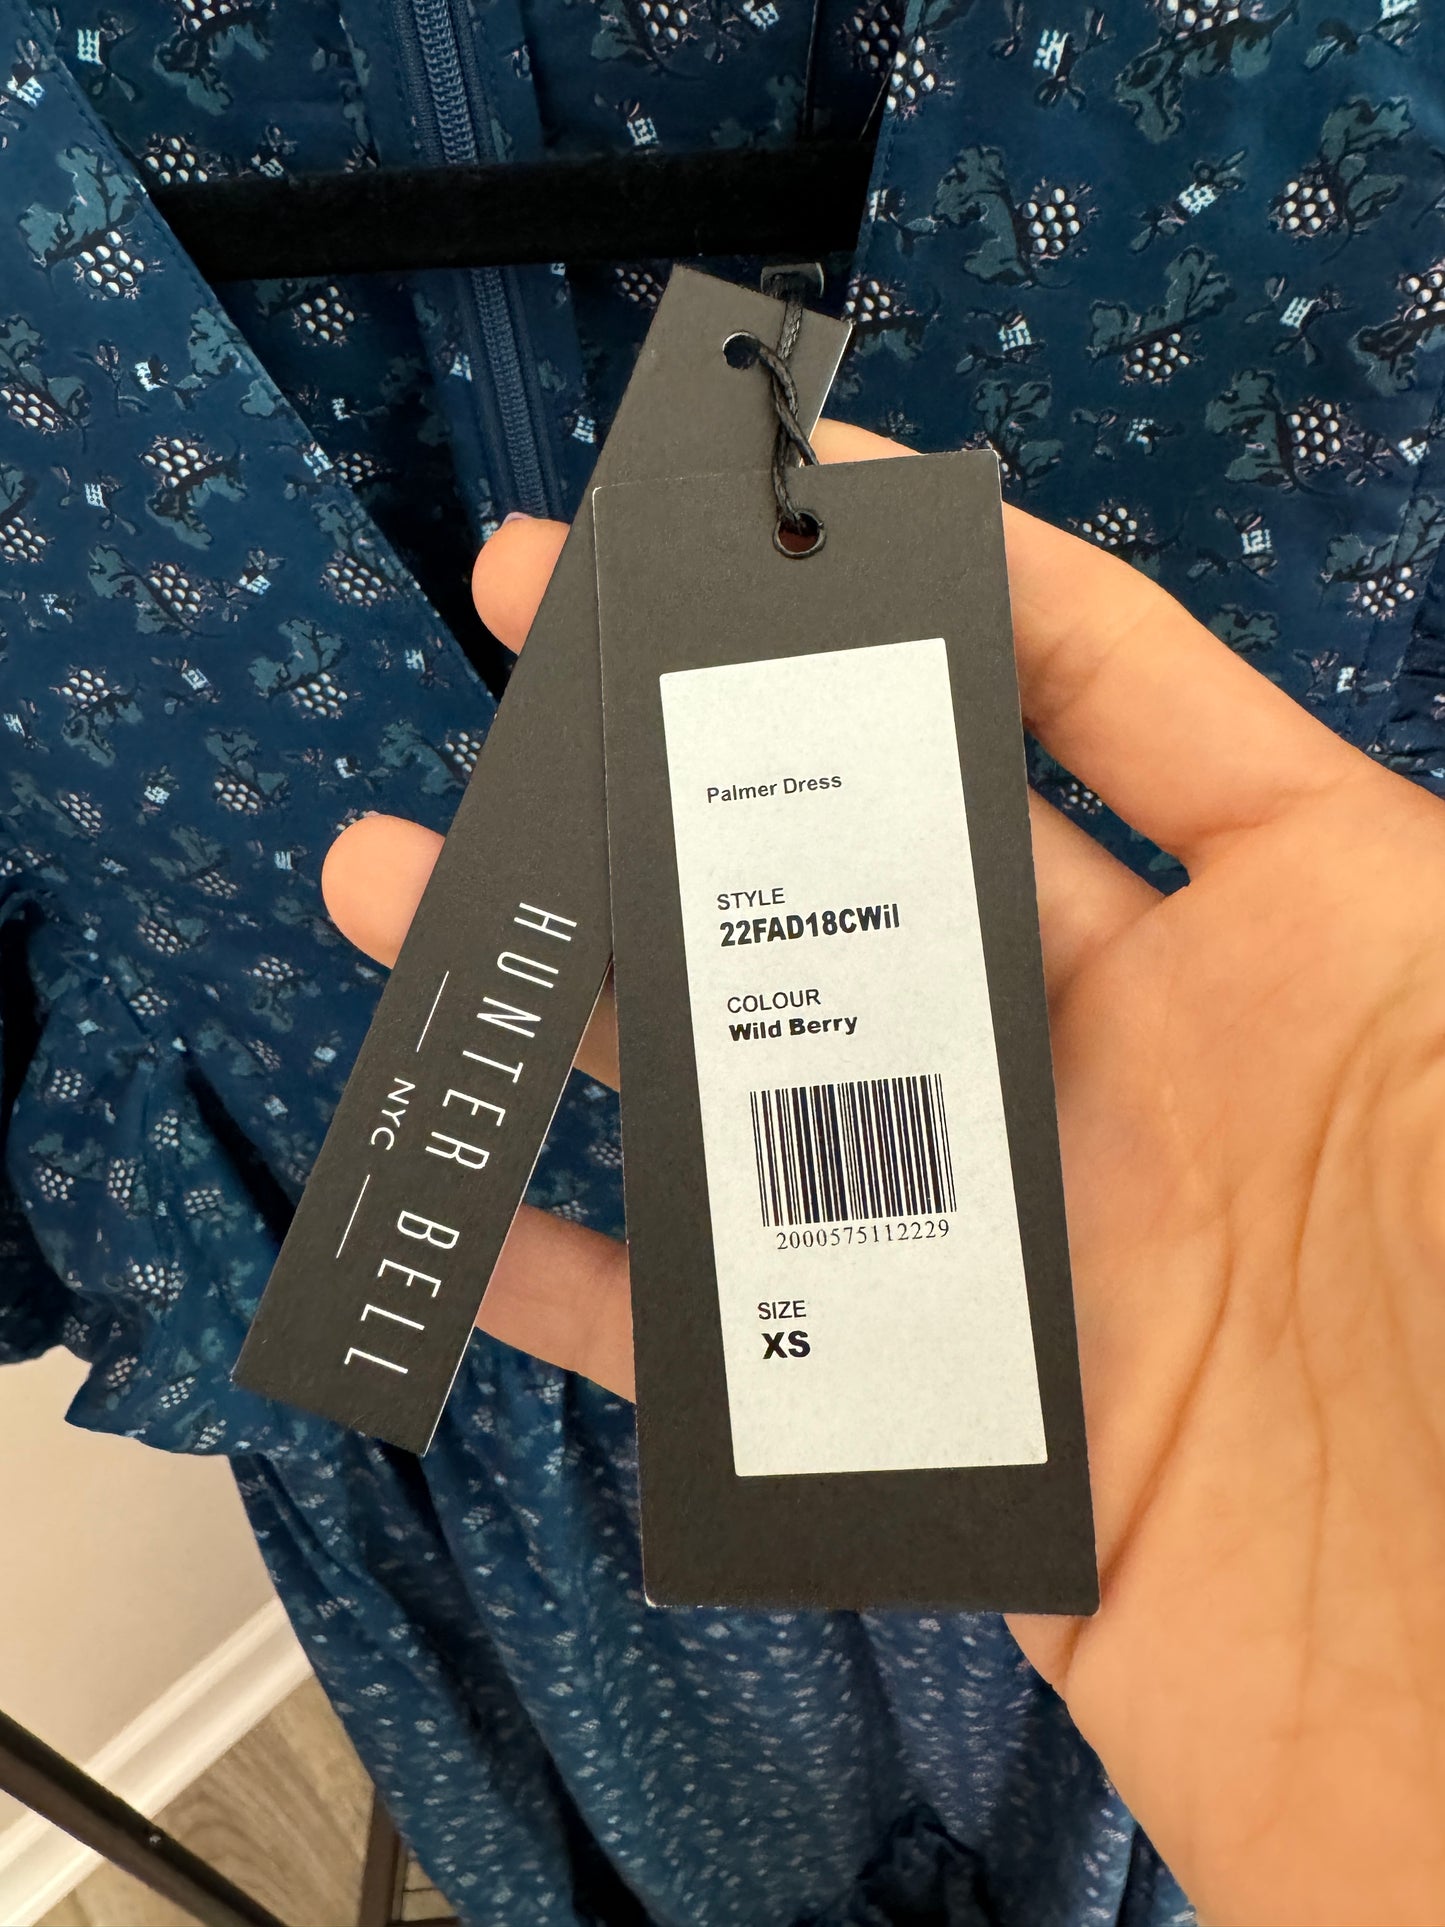 HUNTER BELL
NYC
Palmer Dress
STYLE
22FAD18CWil
COLOUR
Wild Berry
2000575112229
SIZE
XS